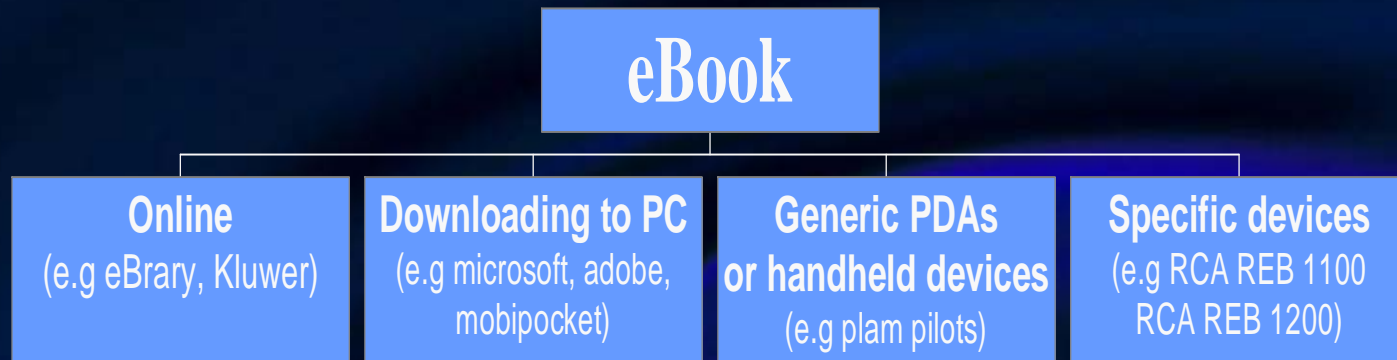 eBook
Online
(e.g eBrary, Kluwer)
Downloading to PC
(e.g microsoft, adobe,
mobipocket)
Generic PDAs
or handheld devices
(e.g plam pilots)
Specific devices
(e.g RCA REB 1100
RCA REB 1200)